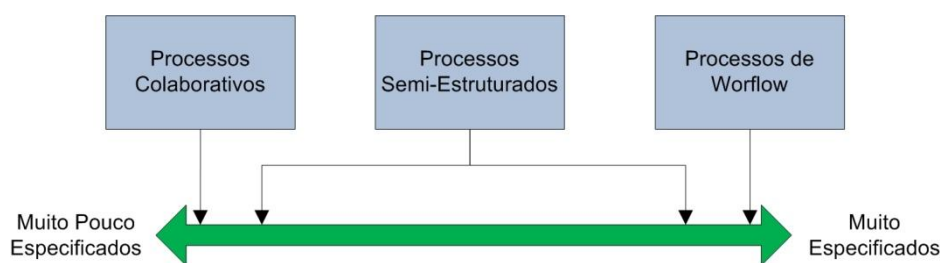 Processos
Colaborativos
Processos
Semi-Estruturados
Processos de
Worflow
Muito Pouco
Especificados
Muito
Especificados